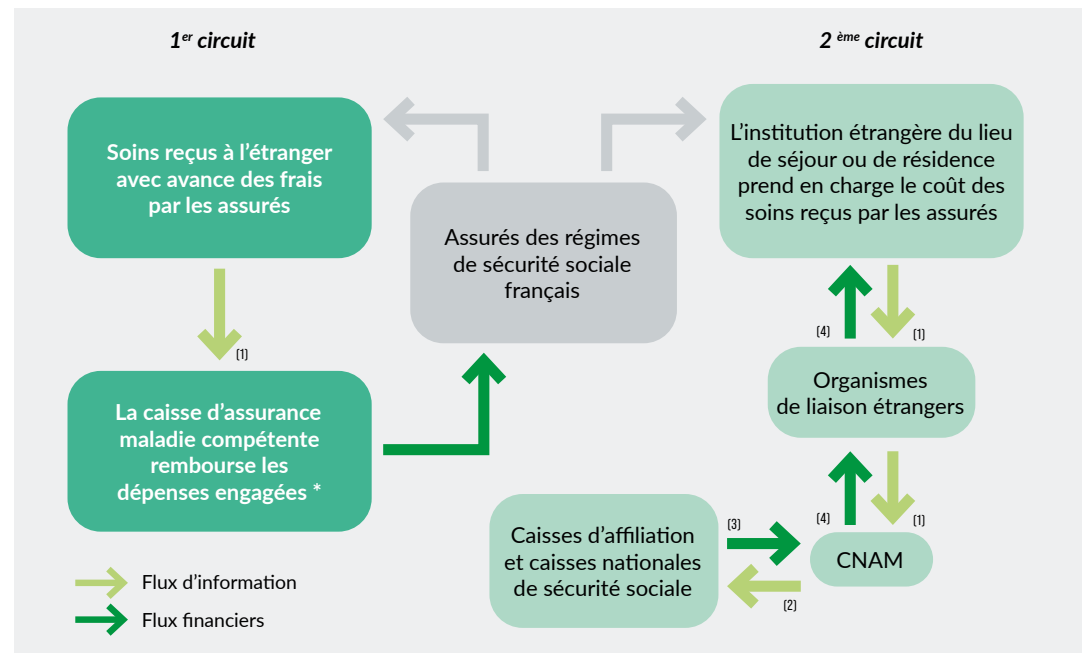 1er circuit
2 ème circuit
Soins reçus à l’étranger
avec avance des frais
par les assurés
Assurés des régimes
de sécurité sociale
français
L’institution étrangère du lieu
de séjour ou de résidence
prend en charge le coût des
soins reçus par les assurés
(1)
(4)
(1)
La caisse d’assurance
maladie compétente
rembourse les
dépenses engagées *
Organismes
de liaison étrangers
(4)
(1)
Caisses d’affiliation
et caisses nationales
de sécurité sociale
(3)
(2)
CNAM
Flux d’information
Flux financiers